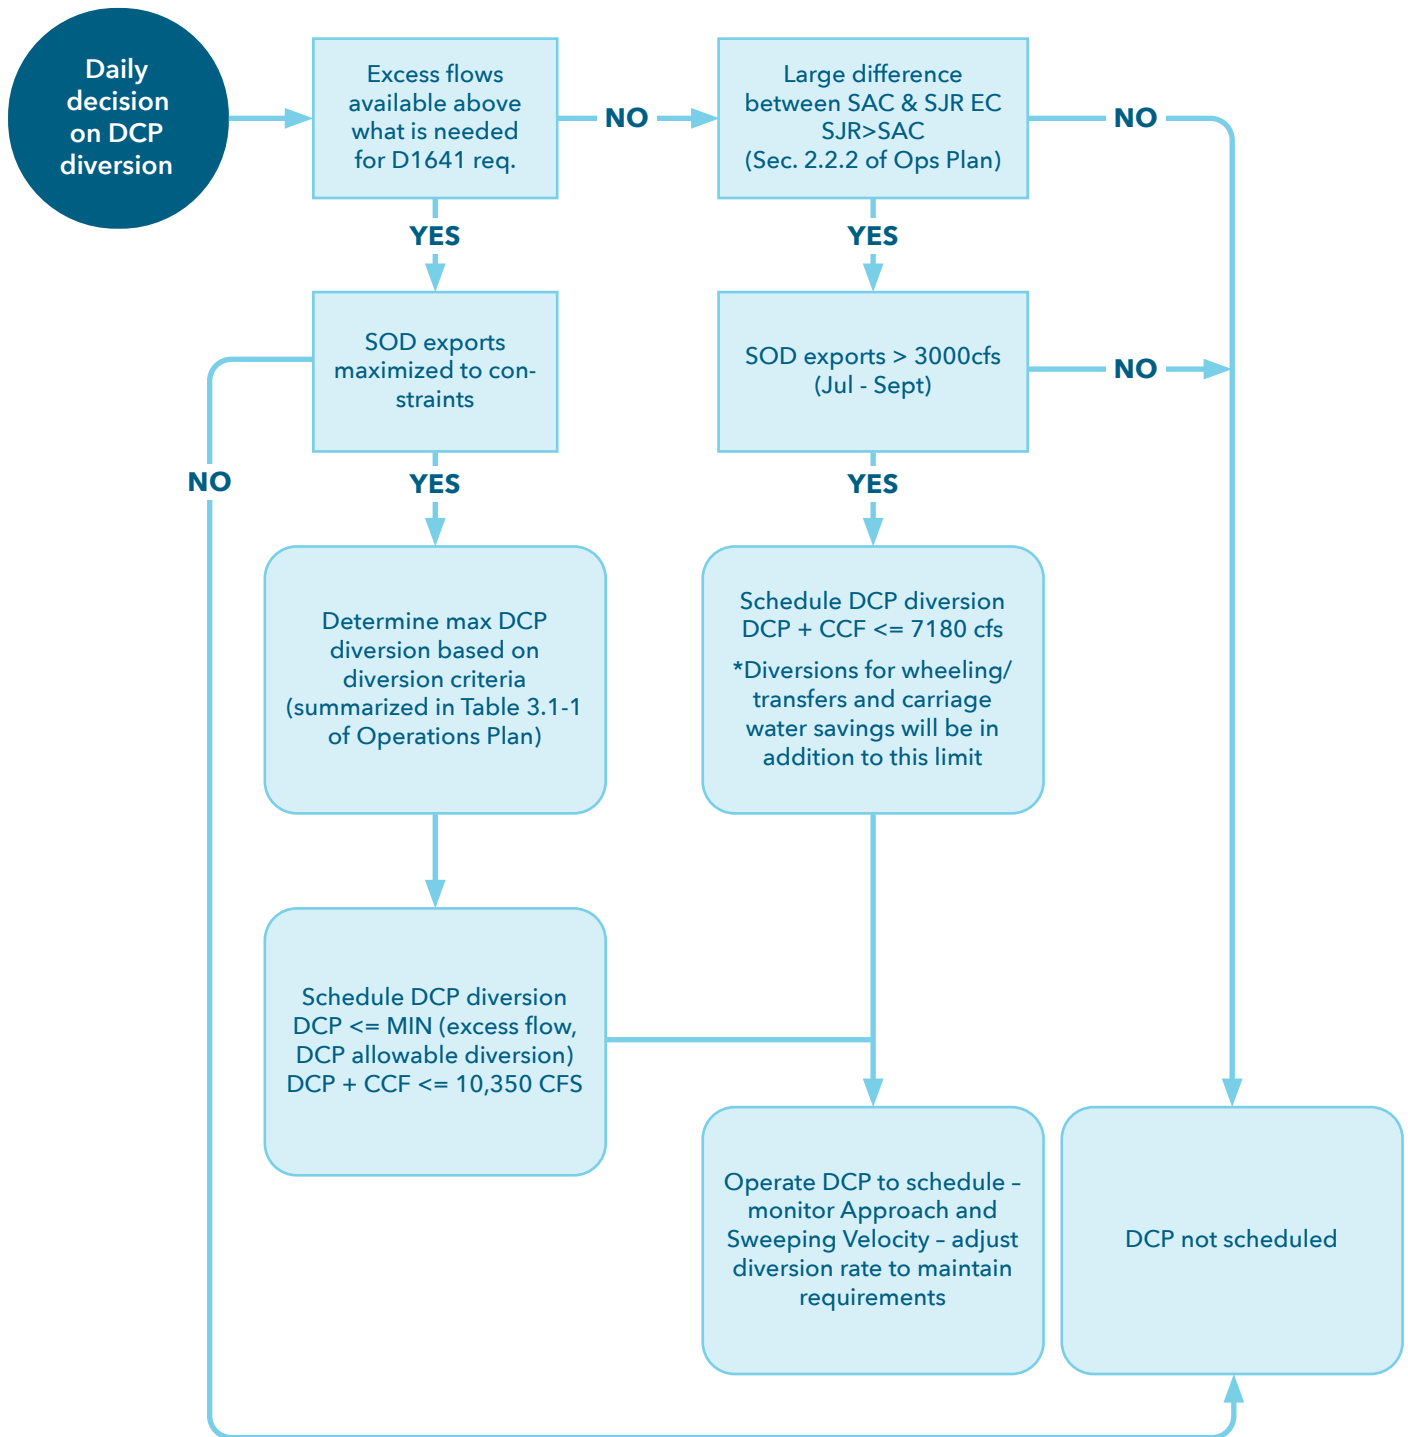 Daily
decision
on DCP
diversion
Excess flows
available above
what is needed
for D1641 req.
NO
Large difference
between SAC & SJR EC
SJR>SAC
(Sec. 2.2.2 of Ops Plan)
NO
YES
YES
SOD exports
maximized to con-
straints
SOD exports > 3000cfs
(Jul - Sept)
NO
NO
YES
YES
Determine max DCP
diversion based on
diversion criteria
(summarized in Table 3.1-1
of Operations Plan)
Schedule DCP diversion
DCP + CCF <= 7180 cfs
*Diversions for wheeling/
transfers and carriage
water savings will be in
addition to this limit
Schedule DCP diversion
DCP <= MIN (excess flow,
DCP allowable diversion)
DCP + CCF <= 10,350 CFS
Operate DCP to schedule –
monitor Approach and
Sweeping Velocity – adjust
diversion rate to maintain
requirements
DCP not scheduled